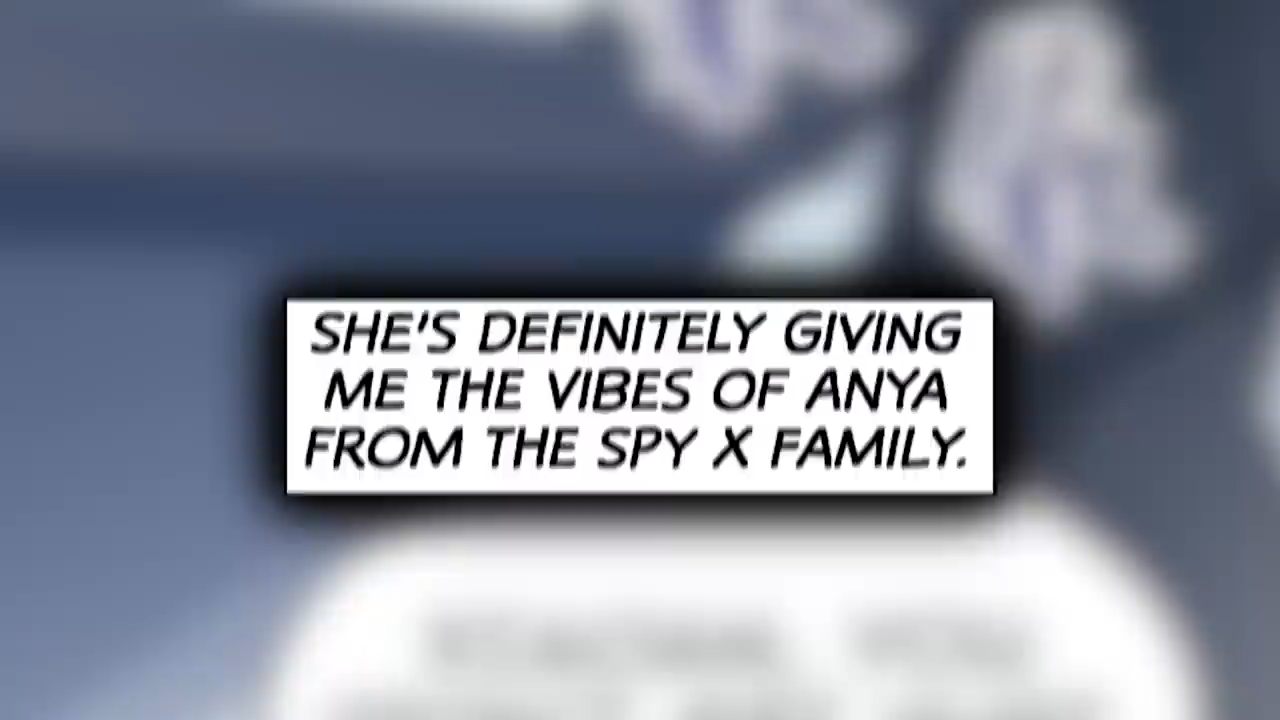 SHE'S DEFINITELY GIVING
ME THE VIBES OF ANYA
FROM THE SPY X FAMILY.